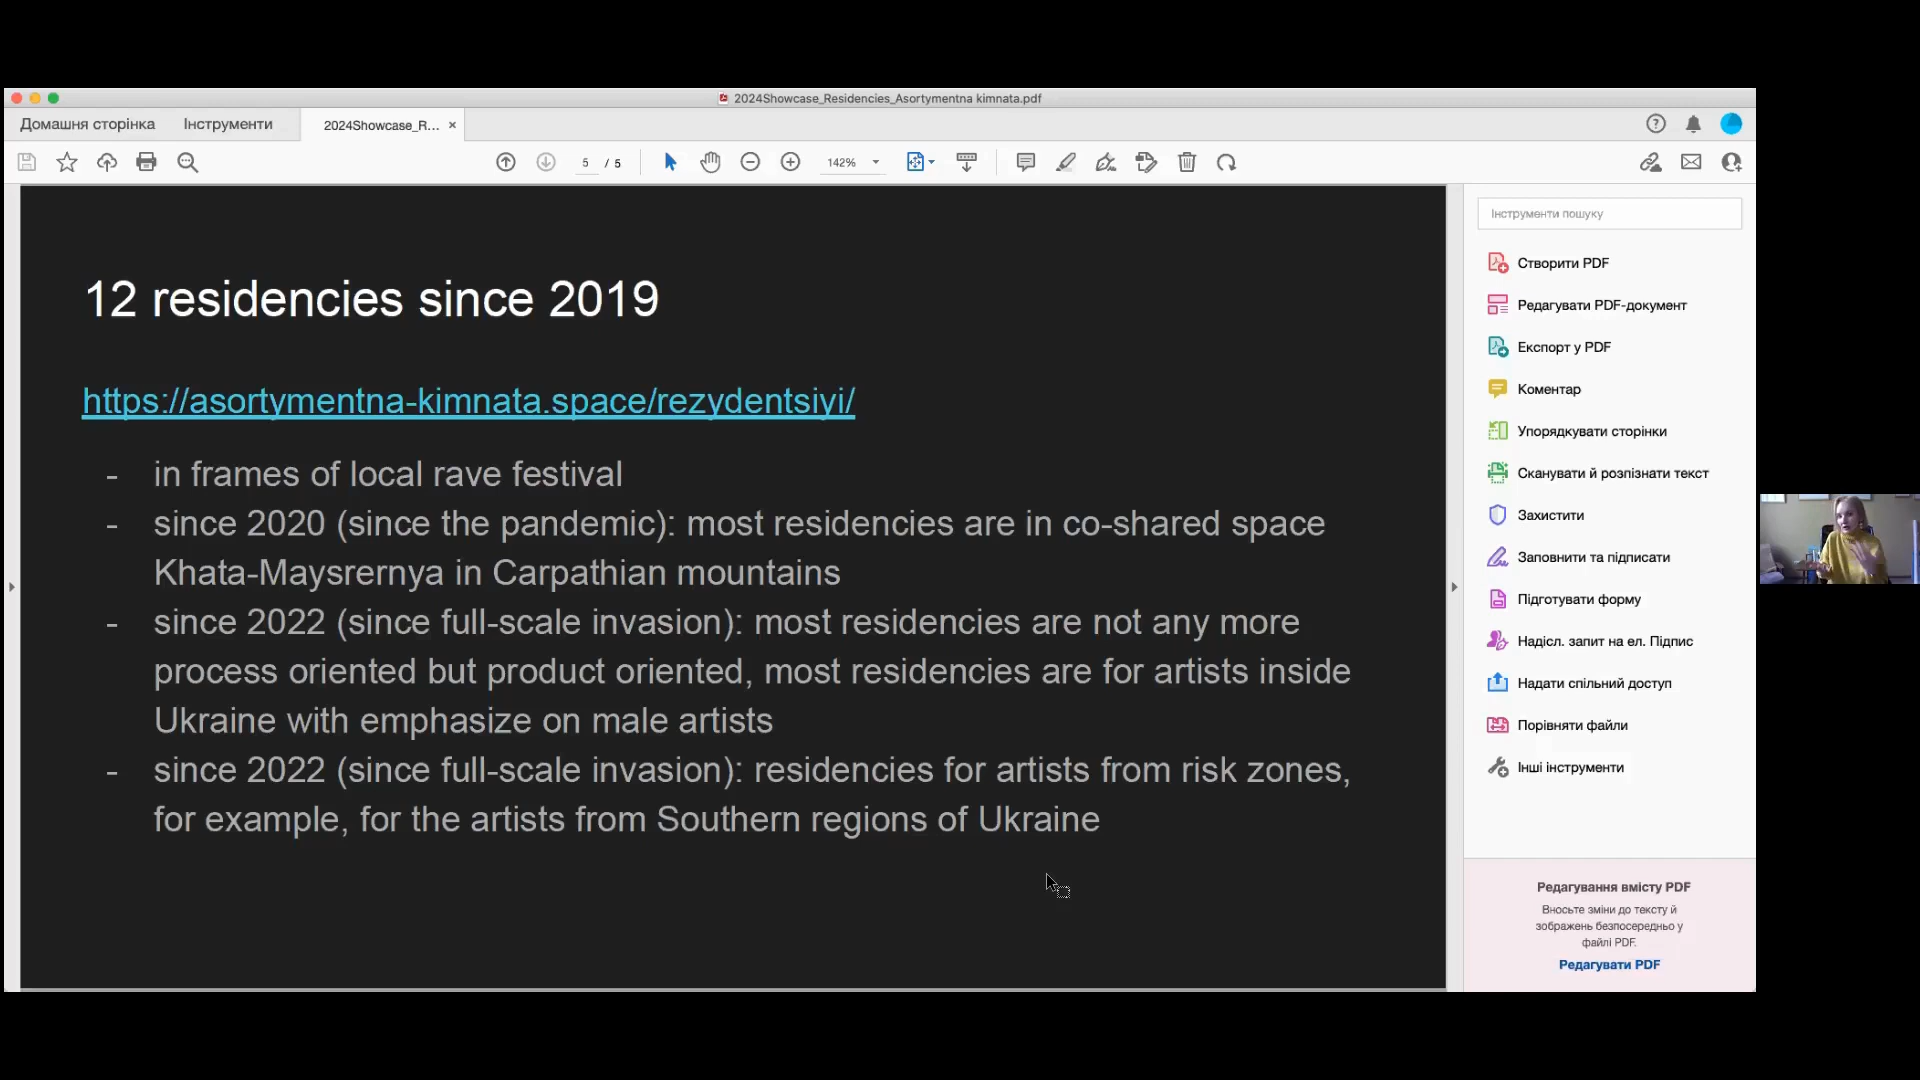 2024Showcase_Residencies_Asortymentna kimnata.pdf
Домашня сторінка
Інструменти
2024Showcase_R...
5 / 5
142%
12 residencies since 2019
https://asortymentna-kimnata.space/rezydentsiyi/
- in frames of local rave festival
- since 2020 (since the pandemic): most residencies are in co-shared space
Khata-Maysrernya in Carpathian mountains
- since 2022 (since full-scale invasion): most residencies are not any more
process oriented but product oriented, most residencies are for artists inside
Ukraine with emphasize on male artists
- since 2022 (since full-scale invasion): residencies for artists from risk zones,
for example, for the artists from Southern regions of Ukraine
Інструменти пошуку
Створити PDF
Редагувати PDF-документ
Експорт у PDF
Коментар
Упорядкувати сторінки
Сканувати й розпізнати текст
Захистити
Заповнити та підписати
Підготувати форму
Надісл. запит на ел. Підпис
Надати спільний доступ
Порівняти файли
Інші інструменти
Редагування вмісту PDF
Вносьте зміни до тексту й
зображень безпосередньо у
файлі PDF.
Редагувати PDF